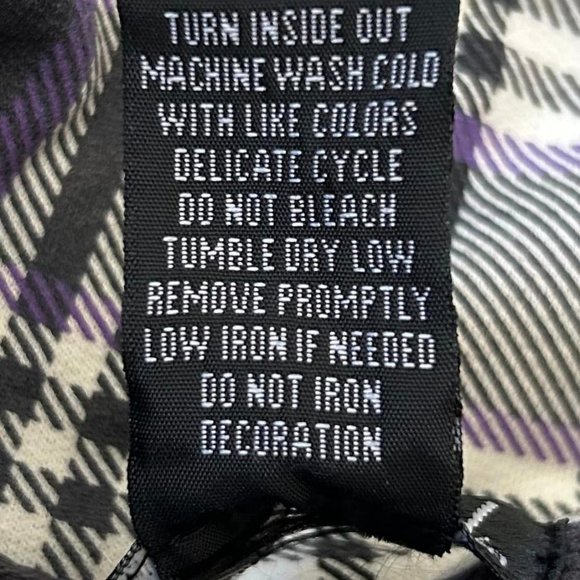 TURN INSIDE OUT
MACHINE WASH COLD
WITH LIKE COLORS
DELICATE CYCLE
DO NOT BLEACH
TUMBLE DRY LOW
REMOVE PROMPTLY
LOW IRON IF NEEDED
DO NOT IRON
DECORATION